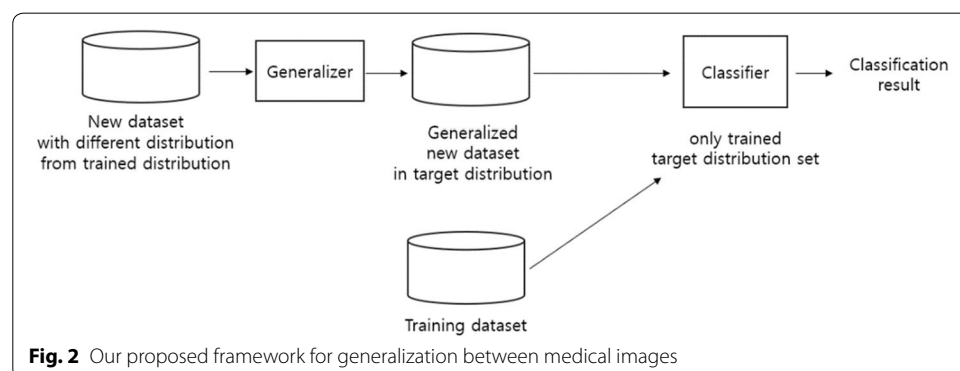 Generalizer
Classifier
Classification
result
New dataset
with different distribution
from trained distribution
Generalized
new dataset
in target distribution
only trained
target distribution set
Training dataset
Fig. 2 Our proposed framework for generalization between medical images